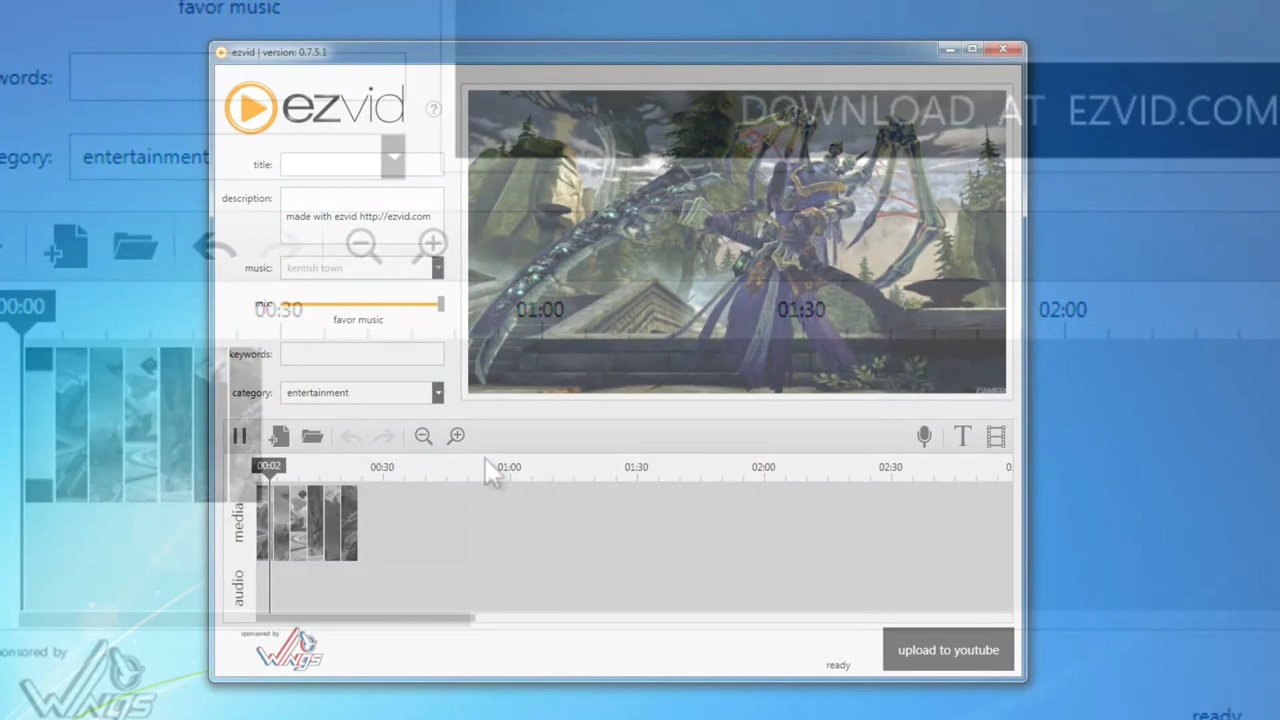 favor music
ezvid | version: 0.7.5.1
ezvid
?
words:
DOWNLOAD AT EZVID.COM
title:
egory:
entertainment
description:
made with ezvid http://ezvid.com
music:
kentish town
mix:
00:00
00:30
01:00
01:30
02:00
favor music
keywords:
category:
entertainment
T
00:02
00:30
01:00
01:30
02:00
02:30
0
media
audio
sponsored by
WINGS
onsored by
WINGS
upload to youtube
ready
ready